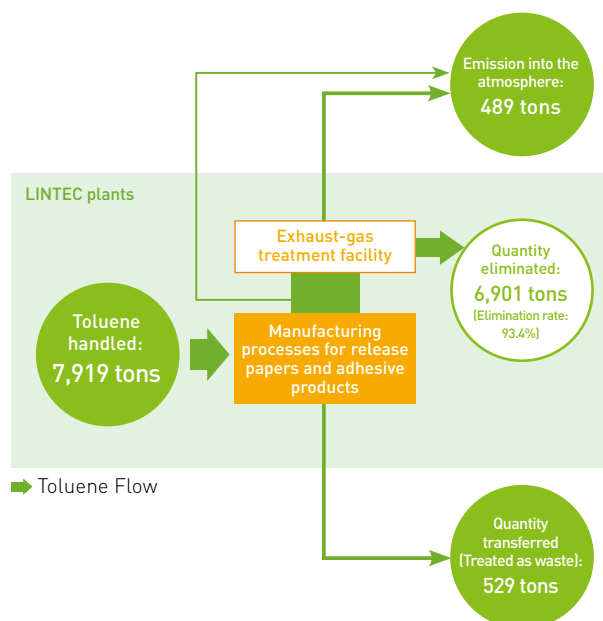 Emission into the
atmosphere:
489 tons
LINTEC plants
Exhaust-gas
treatment facility
Quantity
eliminated:
6,901 tons
(Elimination rate:
93.4%)
Toluene
handled:
7,919 tons
Manufacturing
processes for release
papers and adhesive
products
Toluene Flow
Quantity
transferred
(Treated as waste):
529 tons